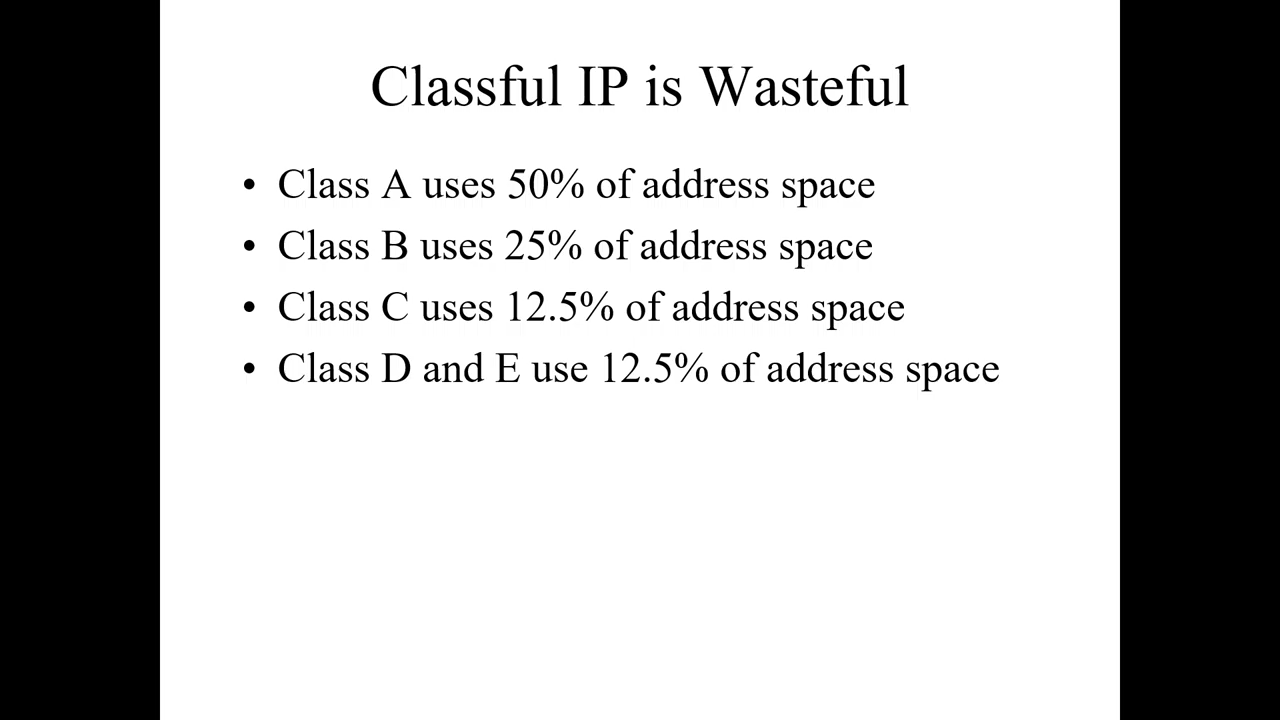 Classful IP is Wasteful
• Class A uses 50% of address space
• Class B uses 25% of address space
• Class C uses 12.5% of address space
• Class D and E use 12.5% of address space